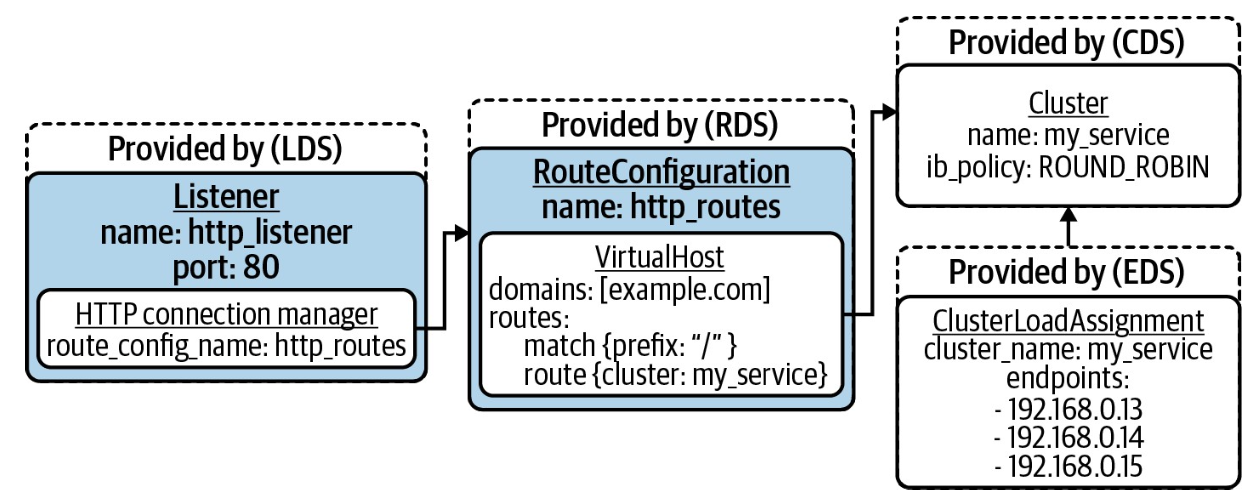 Provided by (LDS)
Listener
name: http_listener
port: 80
HTTP connection manager
route_config_name: http_routes
Provided by (RDS)
RouteConfiguration
name: http_routes
VirtualHost
domains: [example.com]
routes:
match {prefix: “/” }
route {cluster: my_service}
Provided by (CDS)
Cluster
name: my_service
ib_policy: ROUND_ROBIN
Provided by (EDS)
ClusterLoadAssignment
cluster_name: my_service
endpoints:
- 192.168.0.13
- 192.168.0.14
- 192.168.0.15